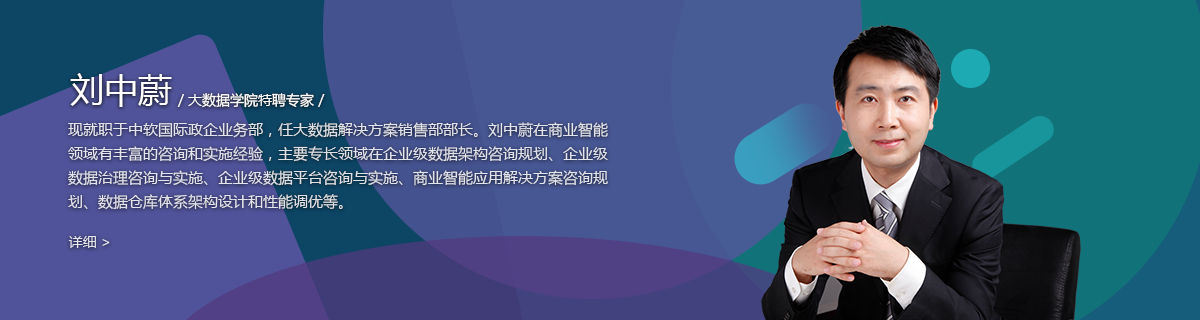 刘中蔚 / 大数据学院特聘专家 /
现就职于中软国际政企业务部，任大数据解决方案销售部部长。刘中蔚在商业智能
领域有丰富的咨询和实施经验，主要专长领域在企业级数据架构咨询规划、企业级
数据治理咨询与实施、企业级数据平台咨询与实施、商业智能应用解决方案咨询规
划、数据仓库体系架构设计和性能调优等。
详细 >